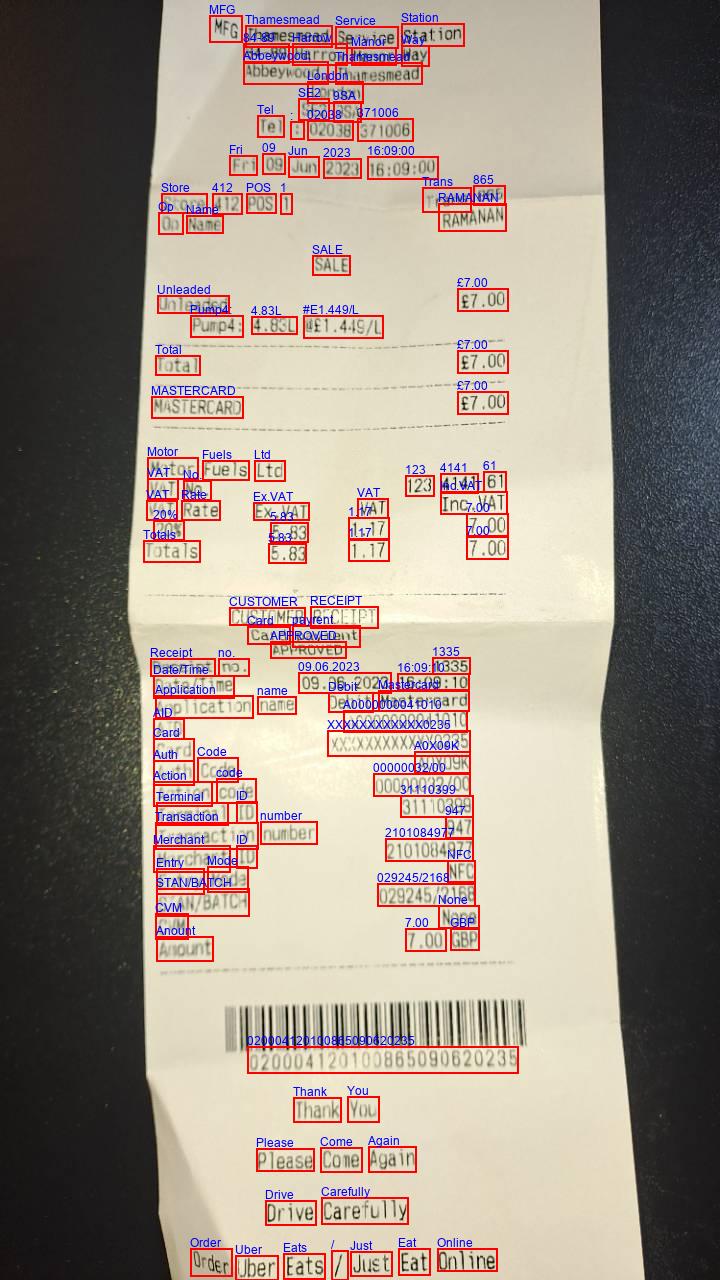 MFG Thamesmead Service Station
84-89 Harrow Manor Way
Abbeywood, Thamesmead
London
SE2 9SA
Tel : 02038 371006
Fri 09 Jun 2023 16:09:00
Store 412 POS 1 Trans 865
Op Name RAMANAN
SALE
Unleaded £7.00
Pump4: 4.83L @£1.449/L
Total £7.00
MASTERCARD £7.00
Motor Fuels Ltd
VAT No. 123 4141 61
VAT Rate Ex.VAT VAT Inc.VAT
20% 5.83 1.17 7.00
Totals 5.83 1.17 7.00
CUSTOMER RECEIPT
Card payment
APPROVED
Receipt no. 1335
Date/Time 09.06.2023 16:09:10
Application name Debit Mastercard
AID A0000000041010
Card XXXXXXXXXXXX0235
Auth Code A0X09K
Action code 00000032/00
Terminal ID 31110399
Transaction number 947
Merchant ID 2101084977
Entry Mode NFC
STAN/BATCH 029245/2168
CVM None
Amount 7.00 GBP
020004120100865090620235
Thank You
Please Come Again
Drive Carefully
Order Uber Eats / Just Eat Online